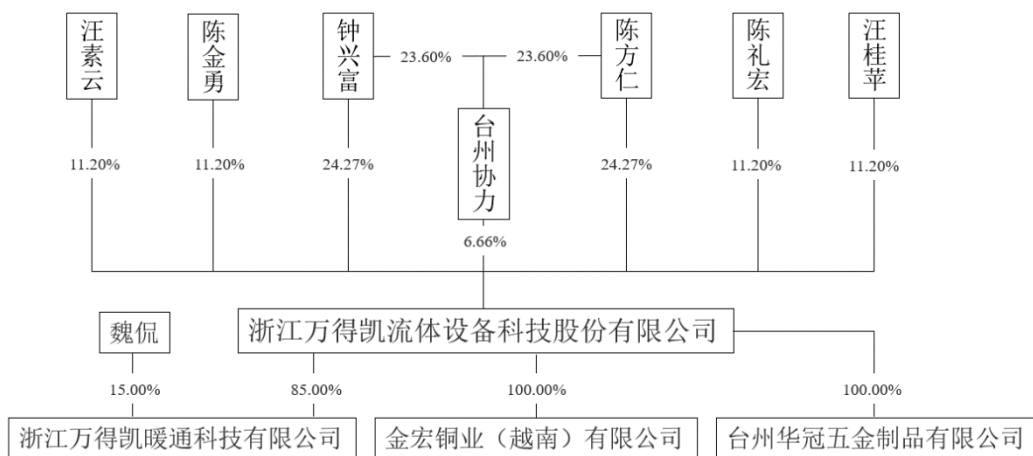 汪素云
陈金勇
钟兴富
23.60%
23.60%
陈方仁
陈礼宏
汪桂苹
台州协力
11.20%
11.20%
24.27%
24.27%
11.20%
11.20%
6.66%
魏侃
浙江万得凯流体设备科技股份有限公司
15.00%
85.00%
100.00%
100.00%
浙江万得凯暖通科技有限公司
金宏铜业（越南）有限公司
台州华冠五金制品有限公司